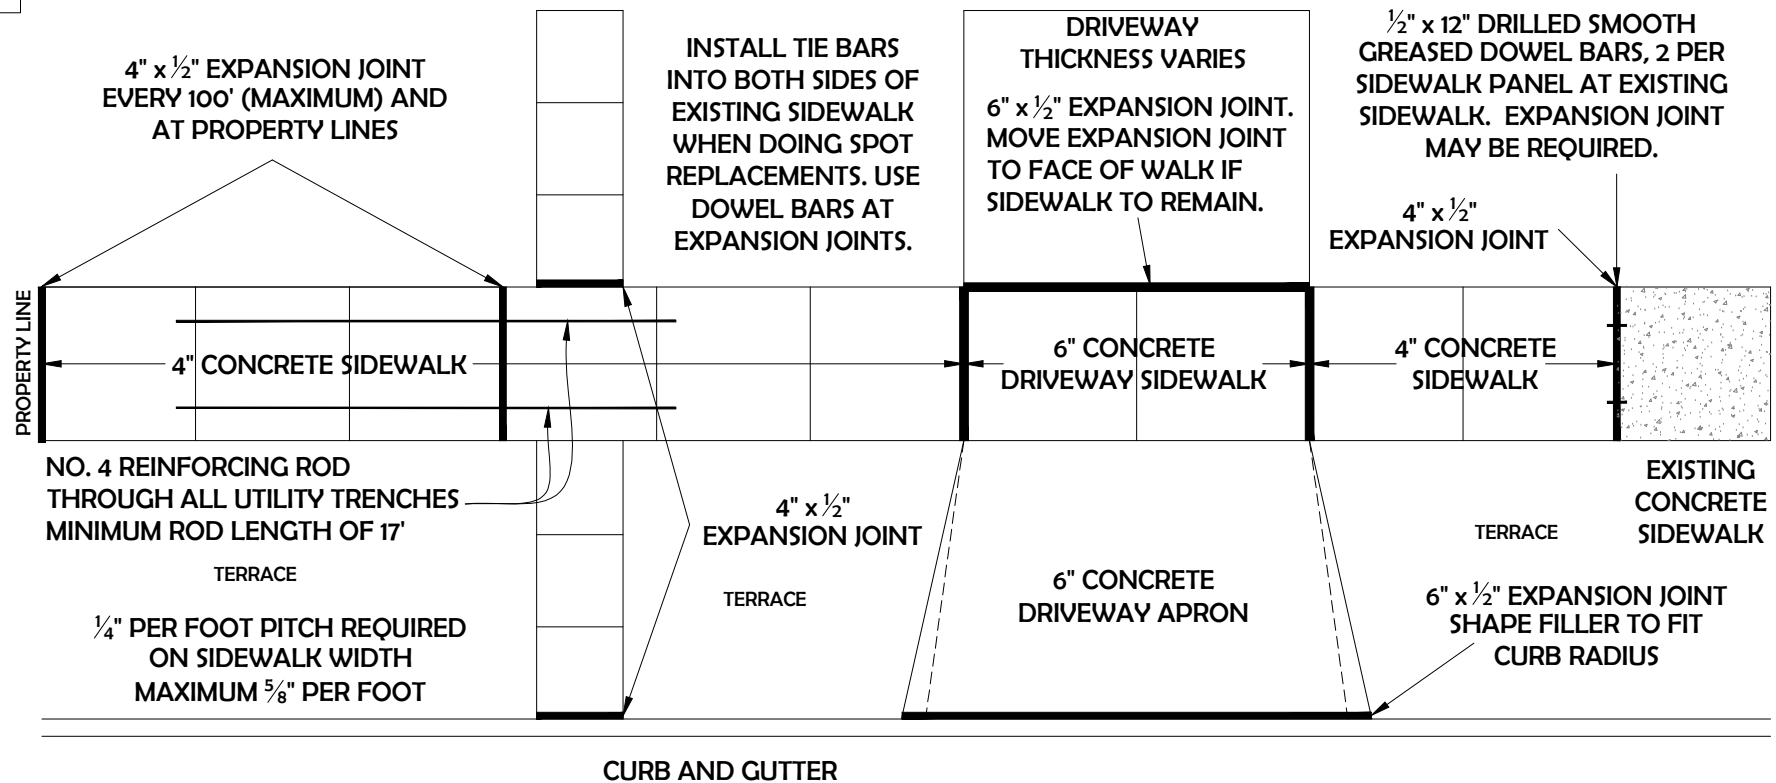 4" x ½" EXPANSION JOINT
EVERY 100' (MAXIMUM) AND
AT PROPERTY LINES
INSTALL TIE BARS
INTO BOTH SIDES OF
EXISTING SIDEWALK
WHEN DOING SPOT
REPLACEMENTS. USE
DOWEL BARS AT
EXPANSION JOINTS.
DRIVEWAY
THICKNESS VARIES
6" x ½" EXPANSION JOINT.
MOVE EXPANSION JOINT
TO FACE OF WALK IF
SIDEWALK TO REMAIN.
½" x 12" DRILLED SMOOTH
GREASED DOWEL BARS, 2 PER
SIDEWALK PANEL AT EXISTING
SIDEWALK. EXPANSION JOINT
MAY BE REQUIRED.
4" x ½"
EXPANSION JOINT
PROPERTY LINE
4" CONCRETE SIDEWALK
6" CONCRETE
DRIVEWAY SIDEWALK
4" CONCRETE
SIDEWALK
NO. 4 REINFORCING ROD
THROUGH ALL UTILITY TRENCHES
MINIMUM ROD LENGTH OF 17'
TERRACE
¼" PER FOOT PITCH REQUIRED
ON SIDEWALK WIDTH
MAXIMUM ⅝" PER FOOT
4" x ½"
EXPANSION JOINT
TERRACE
6" CONCRETE
DRIVEWAY APRON
TERRACE
EXISTING
CONCRETE
SIDEWALK
6" x ½" EXPANSION JOINT
SHAPE FILLER TO FIT
CURB RADIUS
CURB AND GUTTER